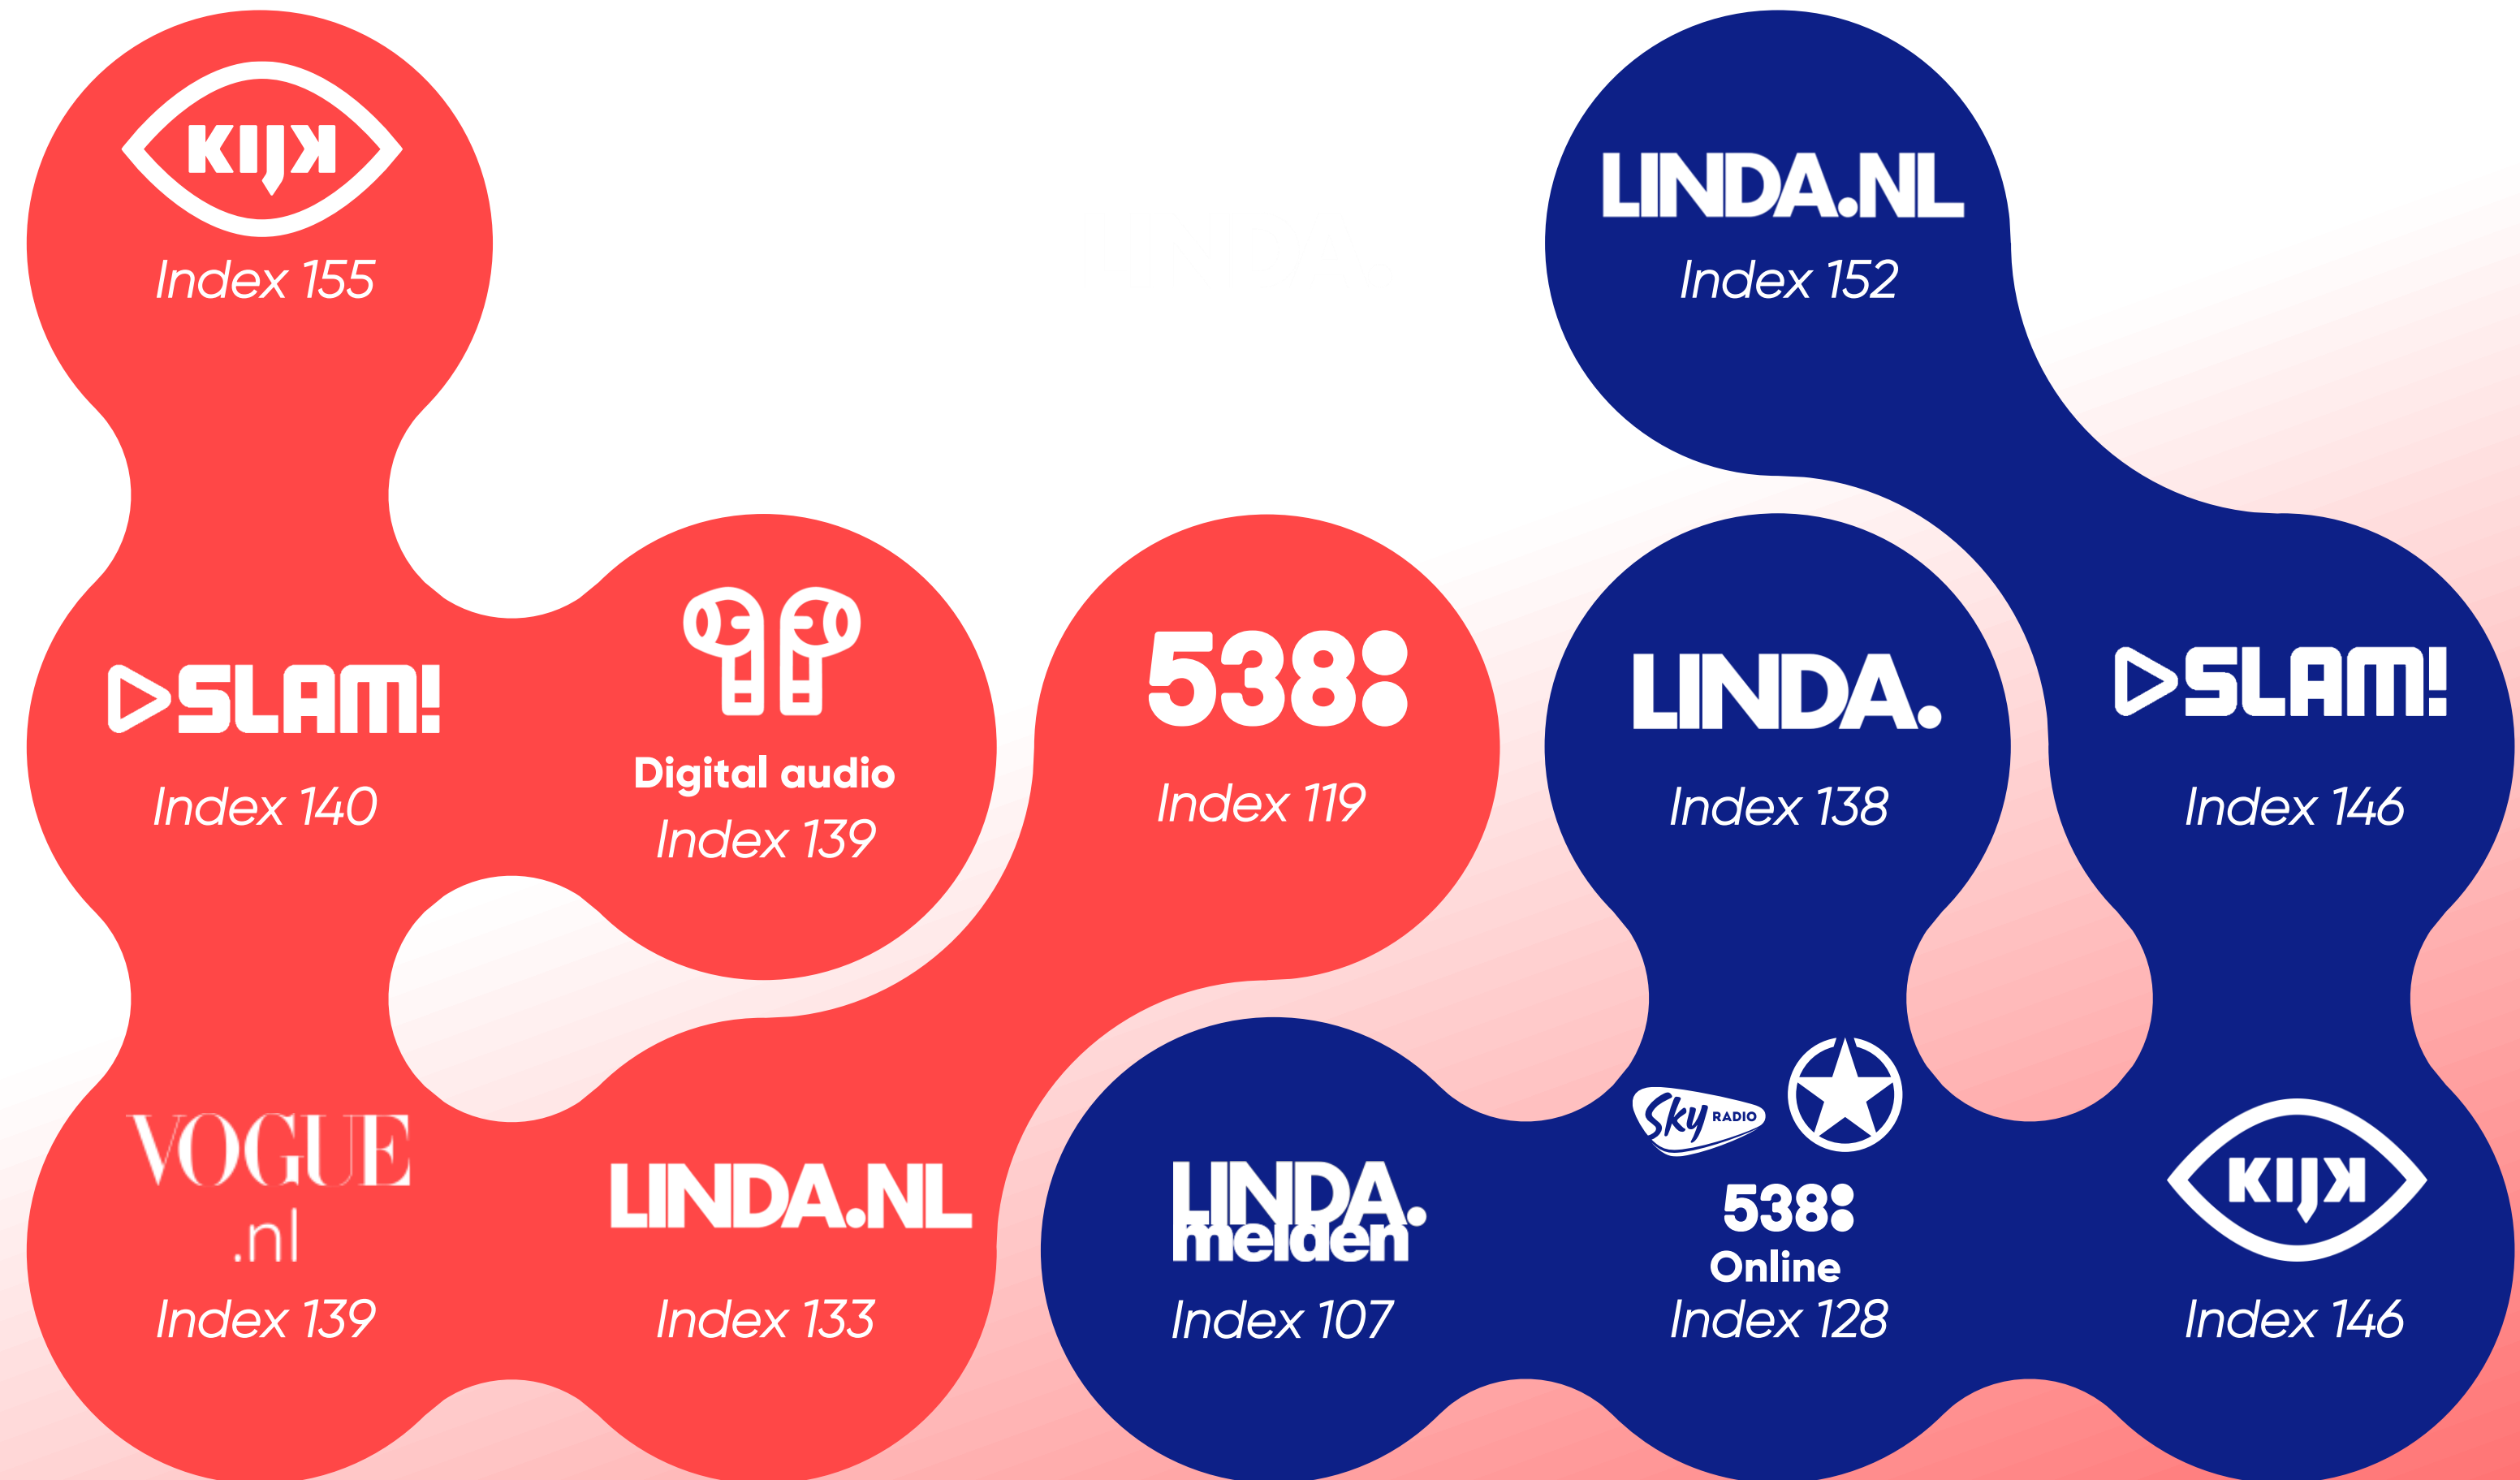 KIJK
Index 155
LINDA.NL
Index 152
SLAM!
Index 140
Digital audio
Index 139
538
Index 119
LINDA.
Index 138
SLAM!
Index 146
VOGUE
.nl
Index 139
LINDA.NL
Index 133
LINDA.
meiden
Index 107
Sky RADIO
538
Online
Index 128
KIJK
Index 146